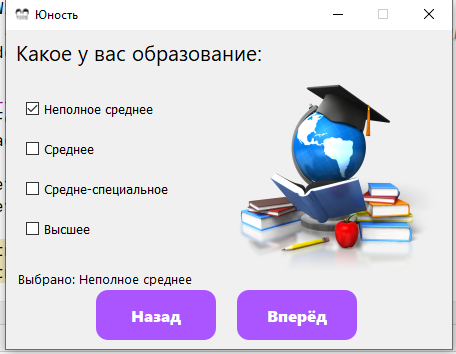 Юность
Какое у вас образование:
Неполное среднее
Среднее
Средне-специальное
Высшее
Выбрано: Неполное среднее
Назад
Вперёд